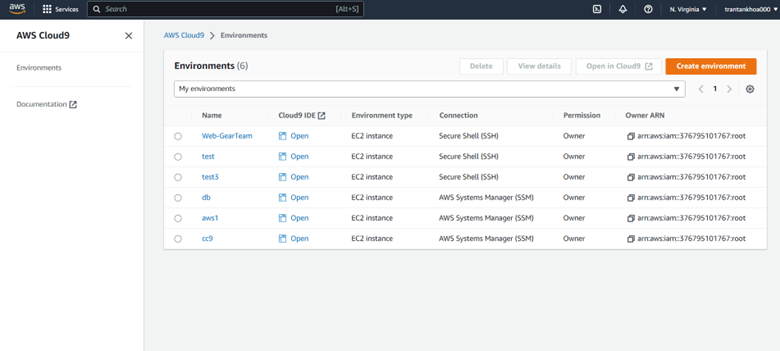 aws Services Search [Alt+S] N. Virginia trantankhoa000
AWS Cloud9
Environments
Documentation
AWS Cloud9 > Environments
Environments (6) Delete View details Open in Cloud9 Create environment
My environments 1
Name Cloud9 IDE Environment type Connection Permission Owner ARN
Web-GearTeam Open EC2 instance Secure Shell (SSH) Owner arn:aws:iam::376795101767:root
test Open EC2 instance Secure Shell (SSH) Owner arn:aws:iam::376795101767:root
test3 Open EC2 instance Secure Shell (SSH) Owner arn:aws:iam::376795101767:root
db Open EC2 instance AWS Systems Manager (SSM) Owner arn:aws:iam::376795101767:root
aws1 Open EC2 instance AWS Systems Manager (SSM) Owner arn:aws:iam::376795101767:root
cc9 Open EC2 instance AWS Systems Manager (SSM) Owner arn:aws:iam::376795101767:root